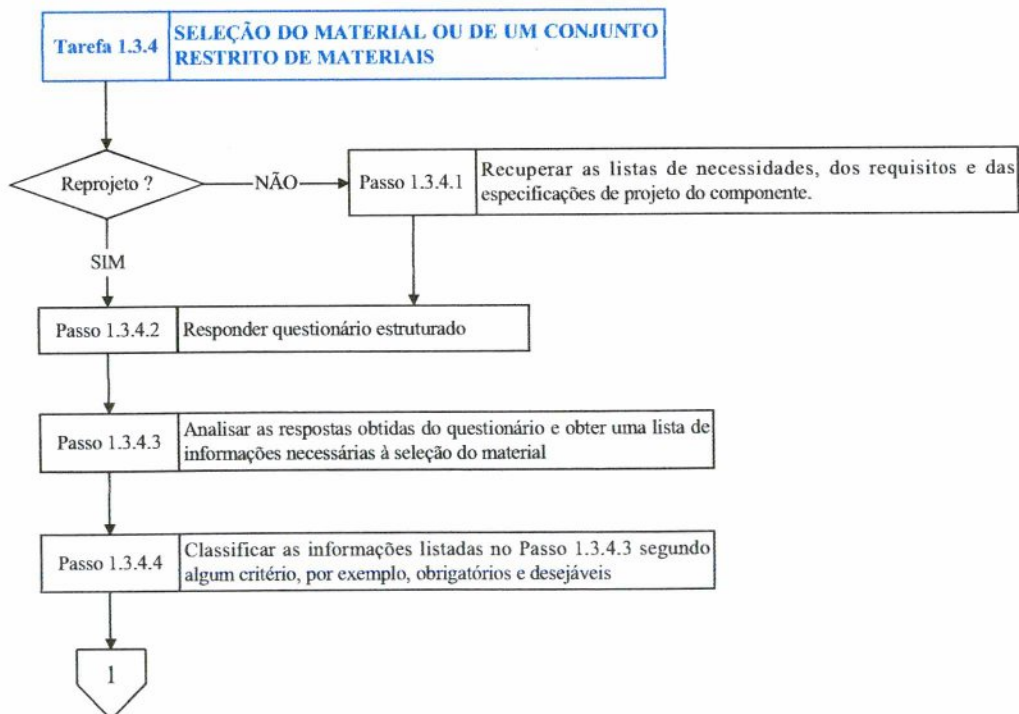 Tarefa 1.3.4
SELEÇÃO DO MATERIAL OU DE UM CONJUNTO
RESTRITO DE MATERIAIS
Reprojeto ?
NÃO
Passo 1.3.4.1
Recuperar as listas de necessidades, dos requisitos e das
especificações de projeto do componente.
SIM
Passo 1.3.4.2
Responder questionário estruturado
Passo 1.3.4.3
Analisar as respostas obtidas do questionário e obter uma lista de
informações necessárias à seleção do material
Passo 1.3.4.4
Classificar as informações listadas no Passo 1.3.4.3 segundo
algum critério, por exemplo, obrigatórios e desejáveis
1